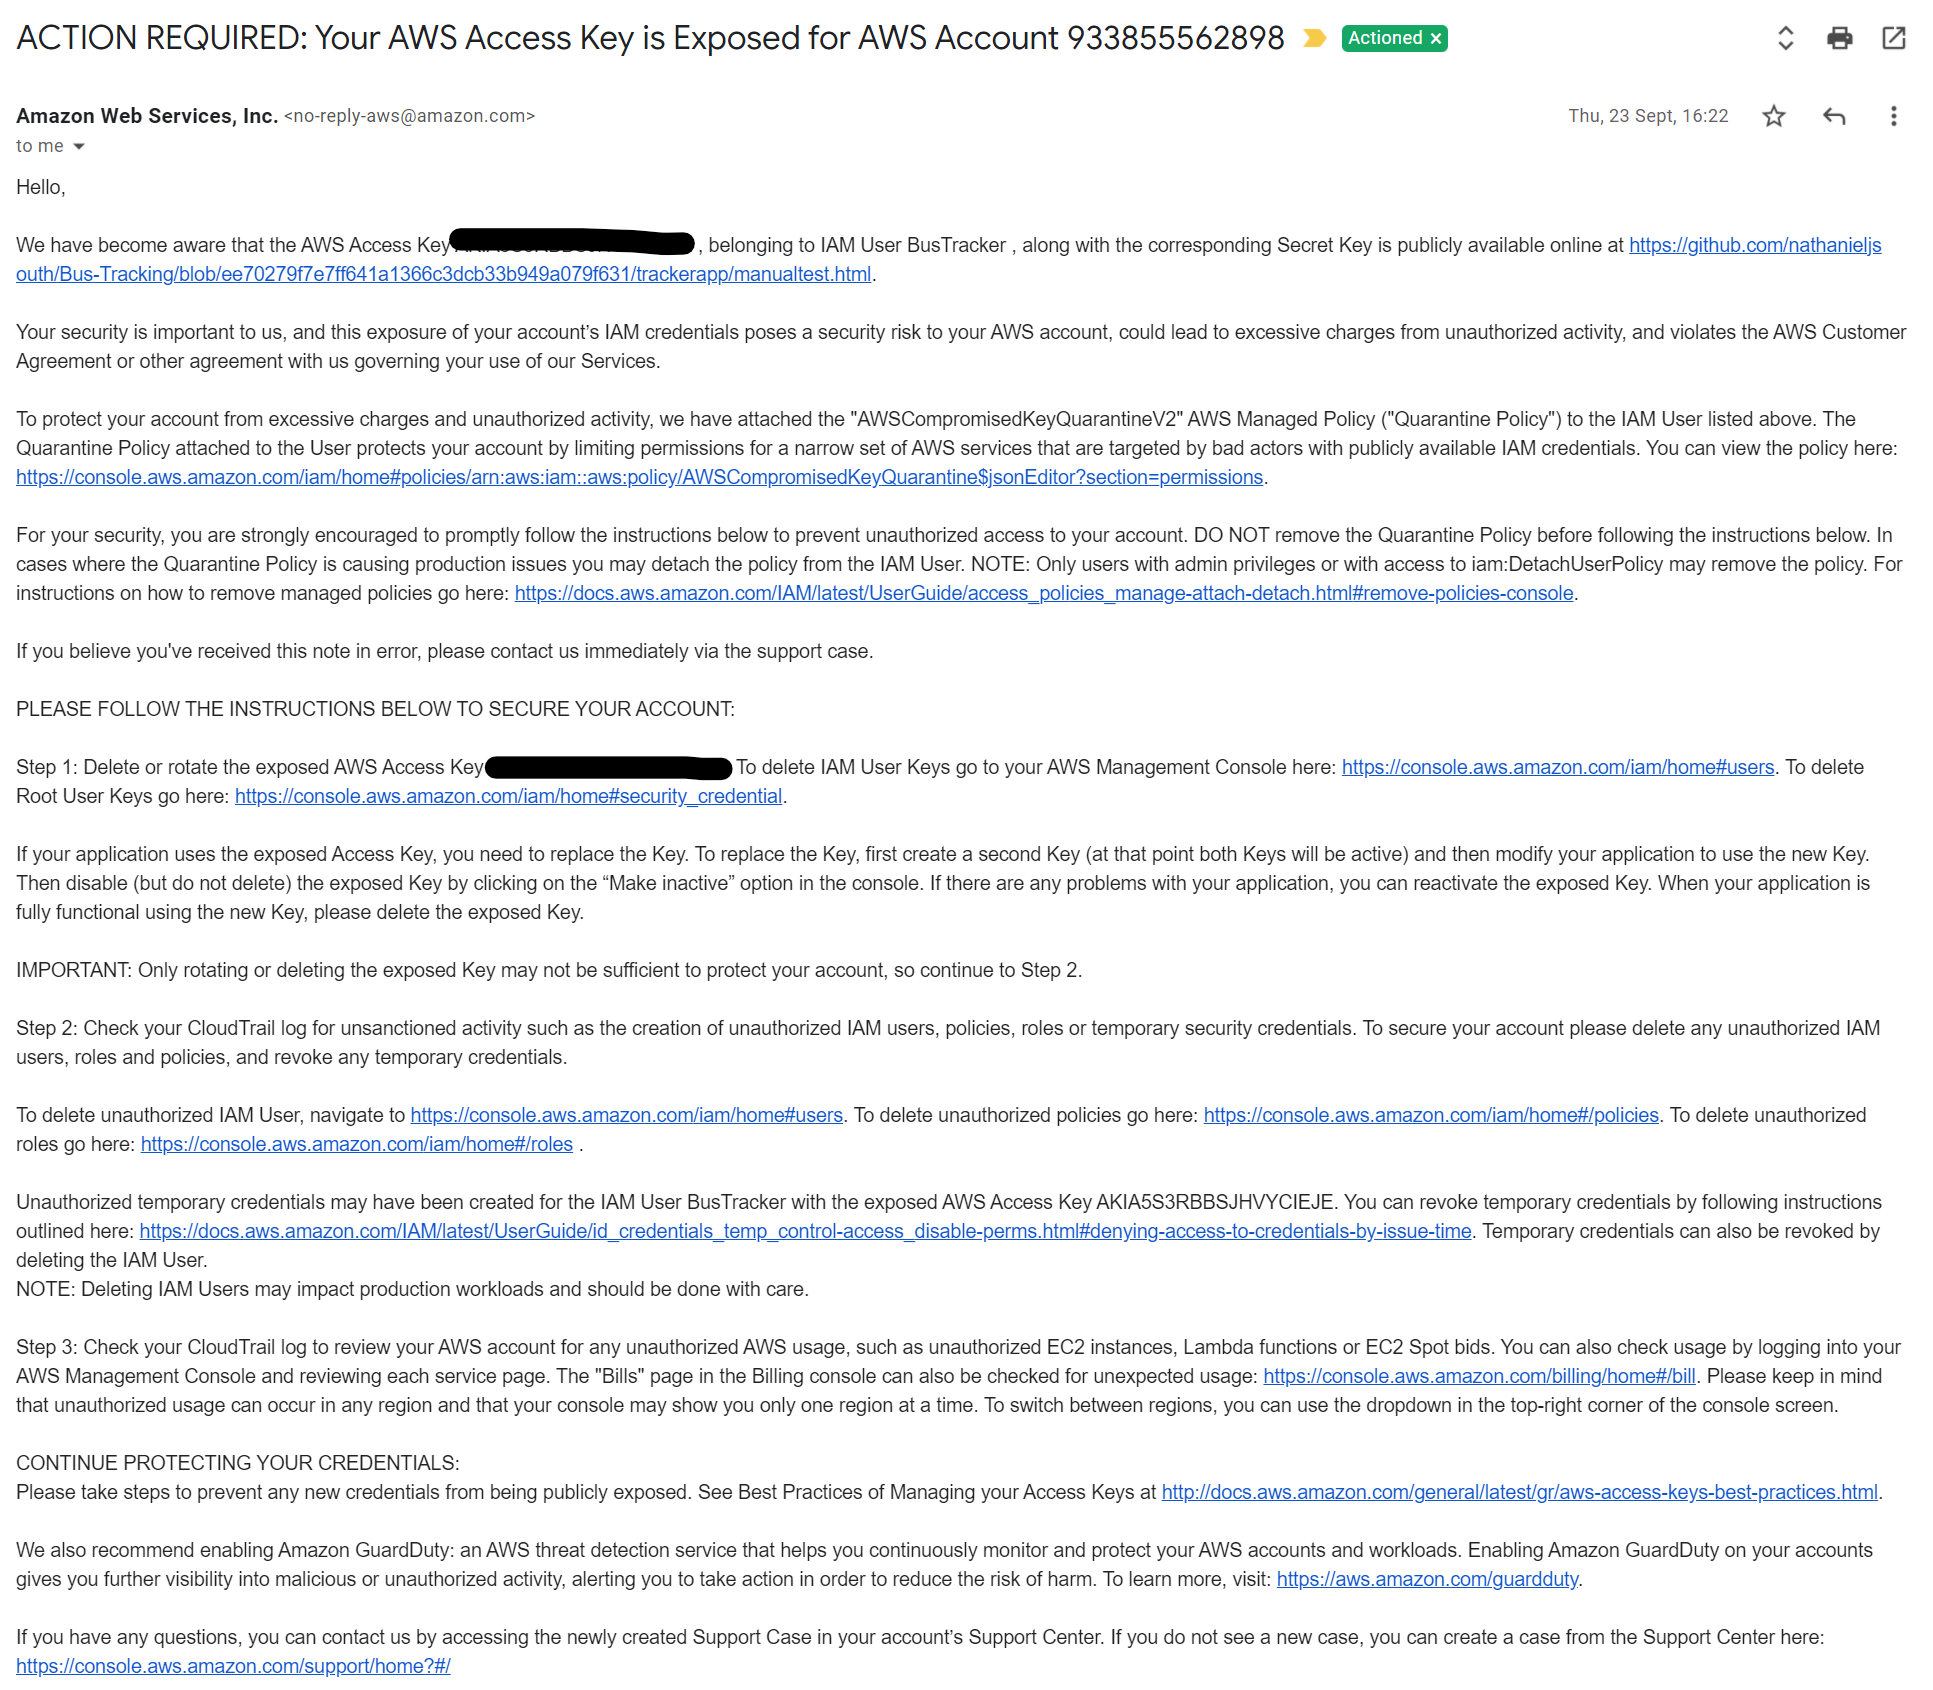 ACTION REQUIRED: Your AWS Access Key is Exposed for AWS Account 933855562898 Actioned ×
Amazon Web Services, Inc. <no-reply-aws@amazon.com> Thu, 23 Sept, 16:22
to me
Hello,
We have become aware that the AWS Access Key , belonging to IAM User BusTracker , along with the corresponding Secret Key is publicly available online at https://github.com/nathanieljs
outh/Bus-Tracking/blob/ee70279f7e7ff641a1366c3dcb33b949a079f631/trackerapp/manualtest.html.
Your security is important to us, and this exposure of your account’s IAM credentials poses a security risk to your AWS account, could lead to excessive charges from unauthorized activity, and violates the AWS Customer
Agreement or other agreement with us governing your use of our Services.
To protect your account from excessive charges and unauthorized activity, we have attached the "AWSCompromisedKeyQuarantineV2" AWS Managed Policy ("Quarantine Policy") to the IAM User listed above. The
Quarantine Policy attached to the User protects your account by limiting permissions for a narrow set of AWS services that are targeted by bad actors with publicly available IAM credentials. You can view the policy here:
https://console.aws.amazon.com/iam/home#policies/arn:aws:iam::aws:policy/AWSCompromisedKeyQuarantine$jsonEditor?section=permissions.
For your security, you are strongly encouraged to promptly follow the instructions below to prevent unauthorized access to your account. DO NOT remove the Quarantine Policy before following the instructions below. In
cases where the Quarantine Policy is causing production issues you may detach the policy from the IAM User. NOTE: Only users with admin privileges or with access to iam:DetachUserPolicy may remove the policy. For
instructions on how to remove managed policies go here: https://docs.aws.amazon.com/IAM/latest/UserGuide/access_policies_manage-attach-detach.html#remove-policies-console.
If you believe you've received this note in error, please contact us immediately via the support case.
PLEASE FOLLOW THE INSTRUCTIONS BELOW TO SECURE YOUR ACCOUNT:
Step 1: Delete or rotate the exposed AWS Access Key To delete IAM User Keys go to your AWS Management Console here: https://console.aws.amazon.com/iam/home#users. To delete
Root User Keys go here: https://console.aws.amazon.com/iam/home#security_credential.
If your application uses the exposed Access Key, you need to replace the Key. To replace the Key, first create a second Key (at that point both Keys will be active) and then modify your application to use the new Key.
Then disable (but do not delete) the exposed Key by clicking on the “Make inactive” option in the console. If there are any problems with your application, you can reactivate the exposed Key. When your application is
fully functional using the new Key, please delete the exposed Key.
IMPORTANT: Only rotating or deleting the exposed Key may not be sufficient to protect your account, so continue to Step 2.
Step 2: Check your CloudTrail log for unsanctioned activity such as the creation of unauthorized IAM users, policies, roles or temporary security credentials. To secure your account please delete any unauthorized IAM
users, roles and policies, and revoke any temporary credentials.
To delete unauthorized IAM User, navigate to https://console.aws.amazon.com/iam/home#users. To delete unauthorized policies go here: https://console.aws.amazon.com/iam/home#/policies. To delete unauthorized
roles go here: https://console.aws.amazon.com/iam/home#/roles .
Unauthorized temporary credentials may have been created for the IAM User BusTracker with the exposed AWS Access Key AKIA5S3RBBSJHVYCIEJE. You can revoke temporary credentials by following instructions
outlined here: https://docs.aws.amazon.com/IAM/latest/UserGuide/id_credentials_temp_control-access_disable-perms.html#denying-access-to-credentials-by-issue-time. Temporary credentials can also be revoked by
deleting the IAM User.
NOTE: Deleting IAM Users may impact production workloads and should be done with care.
Step 3: Check your CloudTrail log to review your AWS account for any unauthorized AWS usage, such as unauthorized EC2 instances, Lambda functions or EC2 Spot bids. You can also check usage by logging into your
AWS Management Console and reviewing each service page. The "Bills" page in the Billing console can also be checked for unexpected usage: https://console.aws.amazon.com/billing/home#/bill. Please keep in mind
that unauthorized usage can occur in any region and that your console may show you only one region at a time. To switch between regions, you can use the dropdown in the top-right corner of the console screen.
CONTINUE PROTECTING YOUR CREDENTIALS:
Please take steps to prevent any new credentials from being publicly exposed. See Best Practices of Managing your Access Keys at http://docs.aws.amazon.com/general/latest/gr/aws-access-keys-best-practices.html.
We also recommend enabling Amazon GuardDuty: an AWS threat detection service that helps you continuously monitor and protect your AWS accounts and workloads. Enabling Amazon GuardDuty on your accounts
gives you further visibility into malicious or unauthorized activity, alerting you to take action in order to reduce the risk of harm. To learn more, visit: https://aws.amazon.com/guardduty.
If you have any questions, you can contact us by accessing the newly created Support Case in your account’s Support Center. If you do not see a new case, you can create a case from the Support Center here:
https://console.aws.amazon.com/support/home?#/